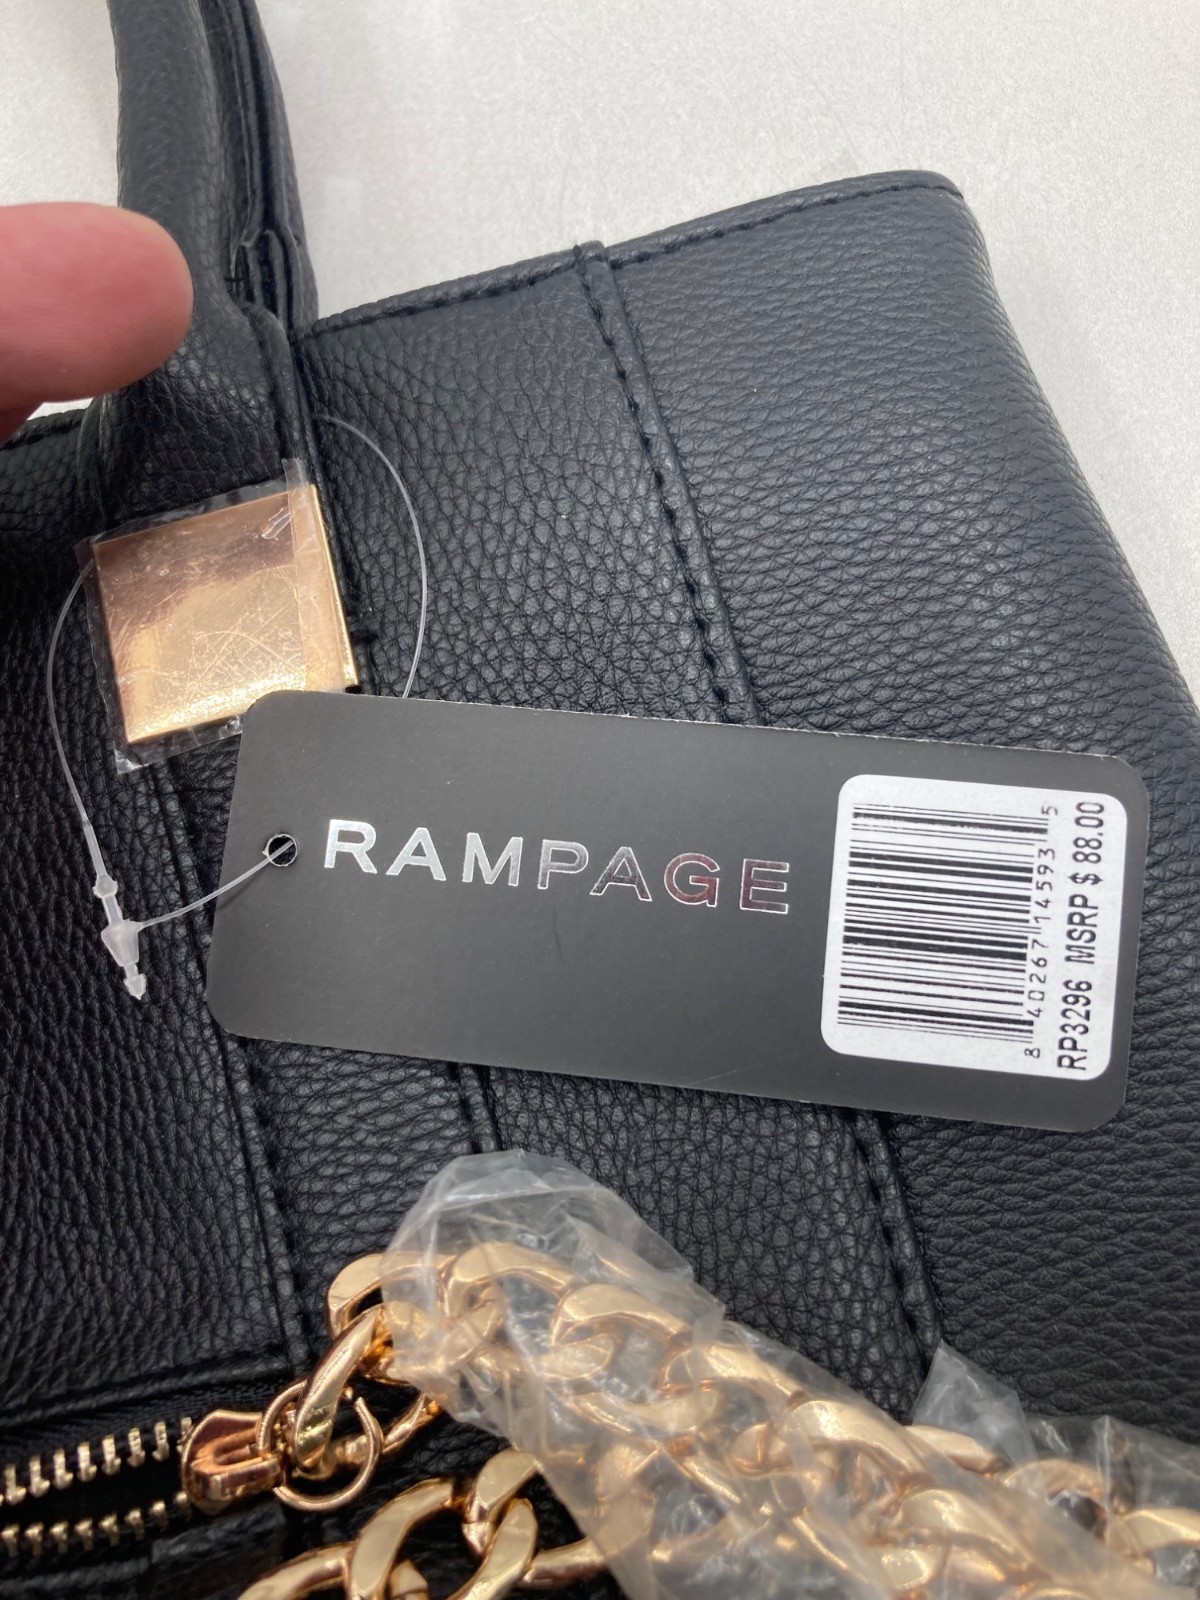 RAMPAGE
8 40267 14593 5
RP3296 MSRP $ 88.00